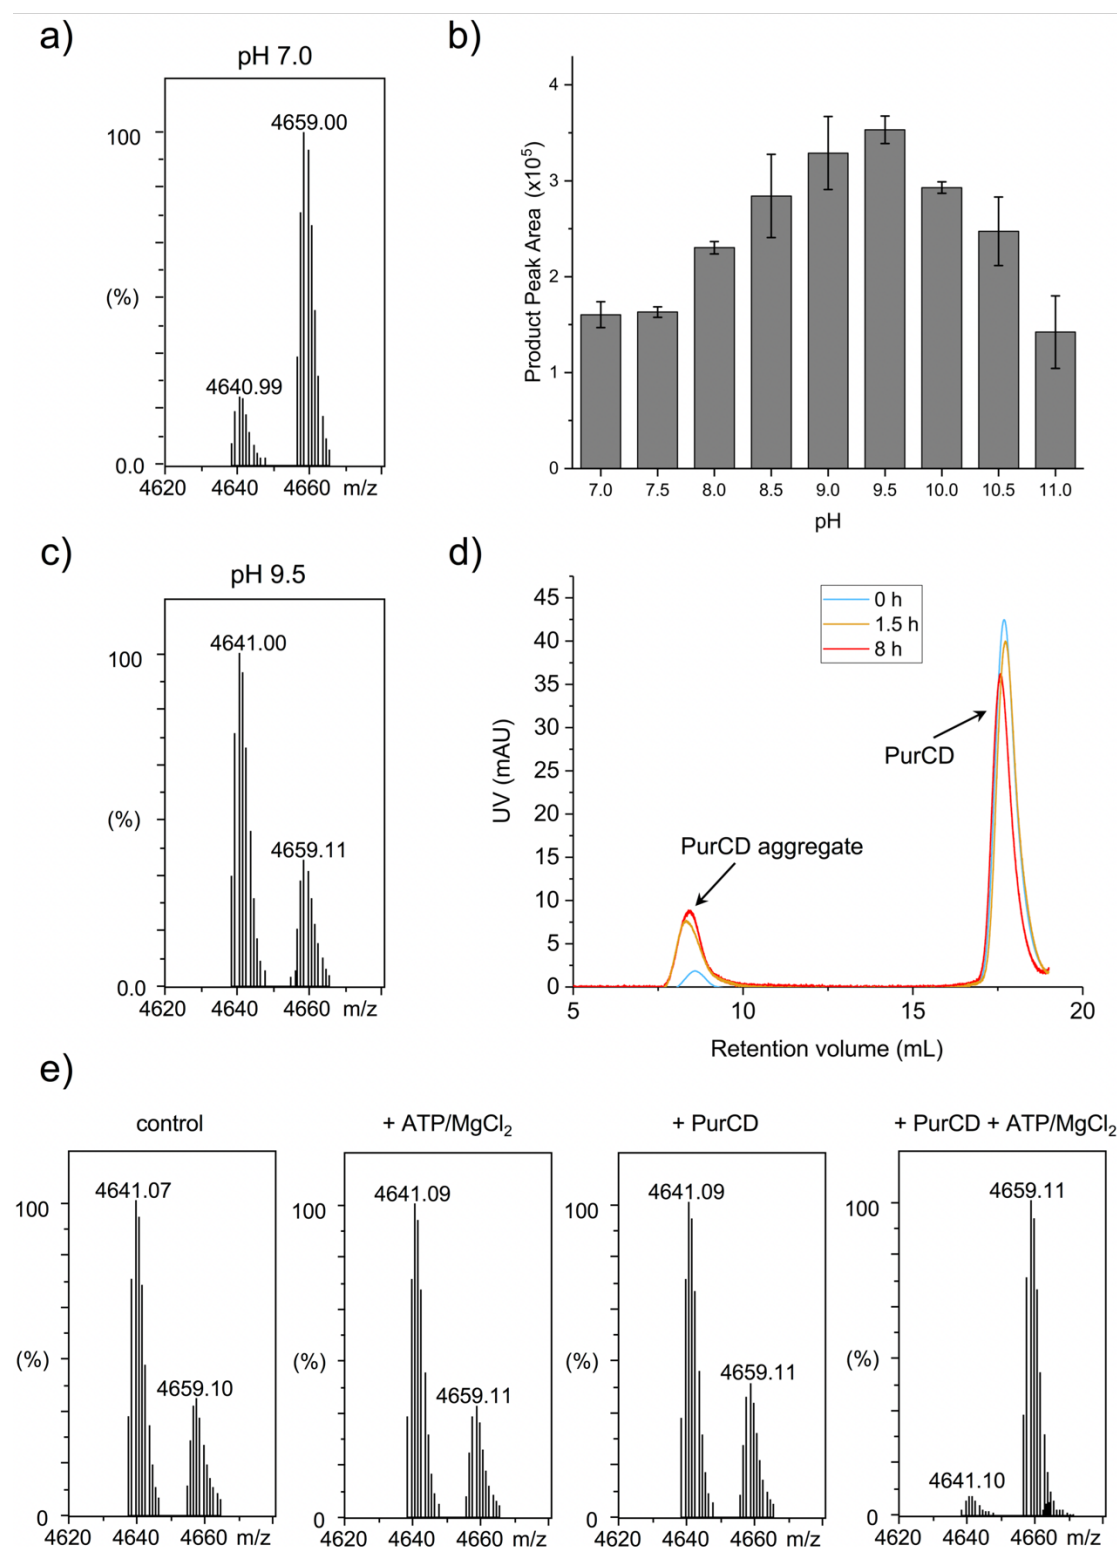 a)
pH 7.0
4659.00
100
(%)
4640.99
0.0
4620 4640 4660 m/z
b)
Product Peak Area (x10⁵)
4
3
2
1
0
7.0 7.5 8.0 8.5 9.0 9.5 10.0 10.5 11.0
pH
c)
pH 9.5
4641.00
100
(%)
4659.11
0.0
4620 4640 4660 m/z
d)
UV (mAU)
45
40
35
30
25
20
15
10
5
0
0 h
1.5 h
8 h
PurCD
PurCD aggregate
5 10 15 20
Retention volume (mL)
e)
control
4641.07
100
(%)
4659.10
0
4620 4640 4660 m/z
+ ATP/MgCl₂
4641.09
100
(%)
4659.11
0
4620 4640 4660 m/z
+ PurCD
4641.09
100
(%)
4659.11
0
4620 4640 4660 m/z
+ PurCD + ATP/MgCl₂
4659.11
100
(%)
4641.10
0
4620 4640 4660 m/z